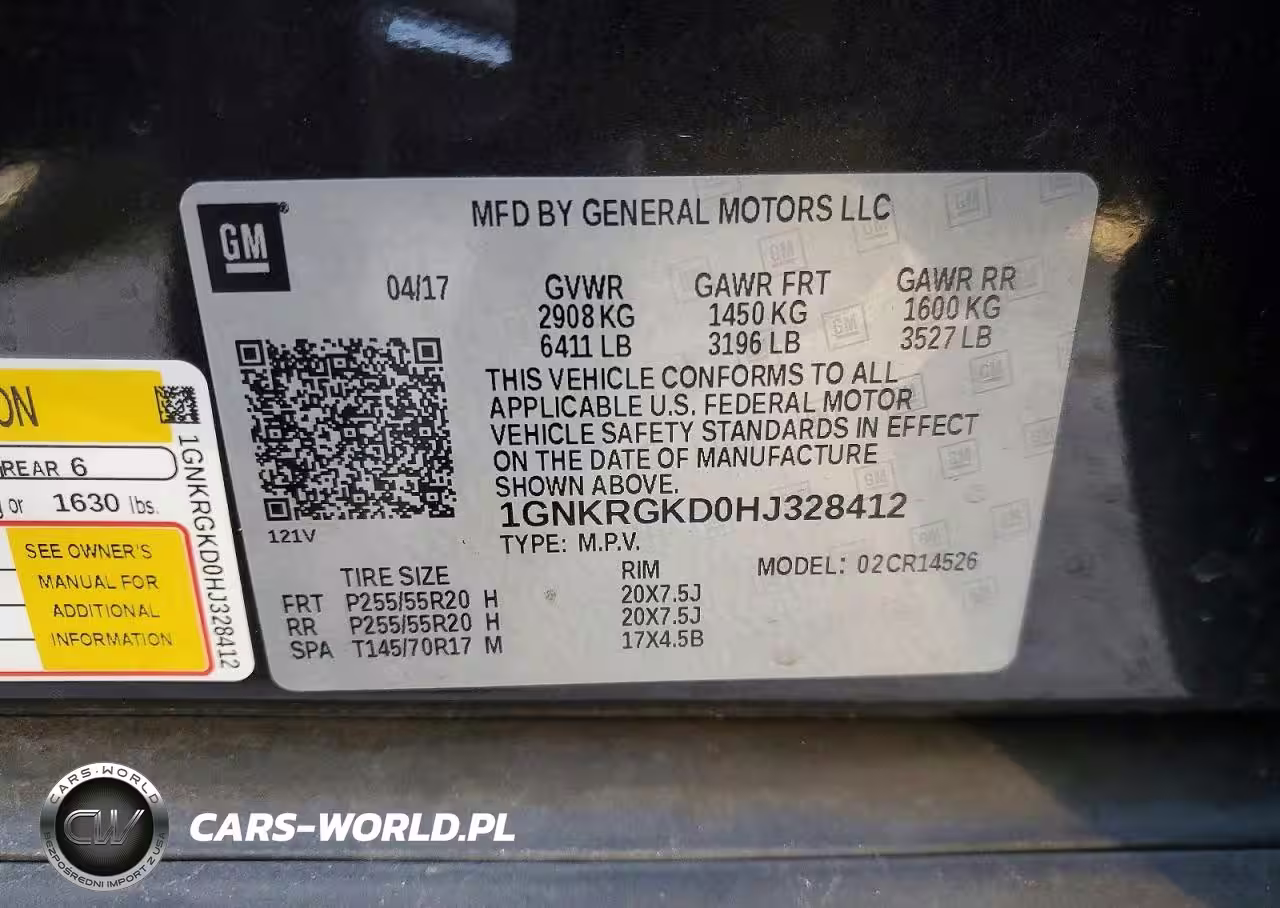 GM
MFD BY GENERAL MOTORS LLC
04/17
GVWR GAWR FRT GAWR RR
2908 KG 1450 KG 1600 KG
6411 LB 3196 LB 3527 LB
THIS VEHICLE CONFORMS TO ALL
APPLICABLE U.S. FEDERAL MOTOR
VEHICLE SAFETY STANDARDS IN EFFECT
ON THE DATE OF MANUFACTURE
SHOWN ABOVE.
1GNKRGKD0HJ328412
121V
TYPE: M.P.V.
MODEL: 02CR14526
TIRE SIZE RIM
FRT P255/55R20 H 20X7.5J
RR P255/55R20 H 20X7.5J
SPA T145/70R17 M 17X4.5B
ON
REAR 6
or 1630 lbs.
SEE OWNER'S
MANUAL FOR
ADDITIONAL
INFORMATION
1GNKRGKD0HJ328412
CARS-WORLD
CW
BEZPOŚREDNI IMPORT Z USA
CARS-WORLD.PL